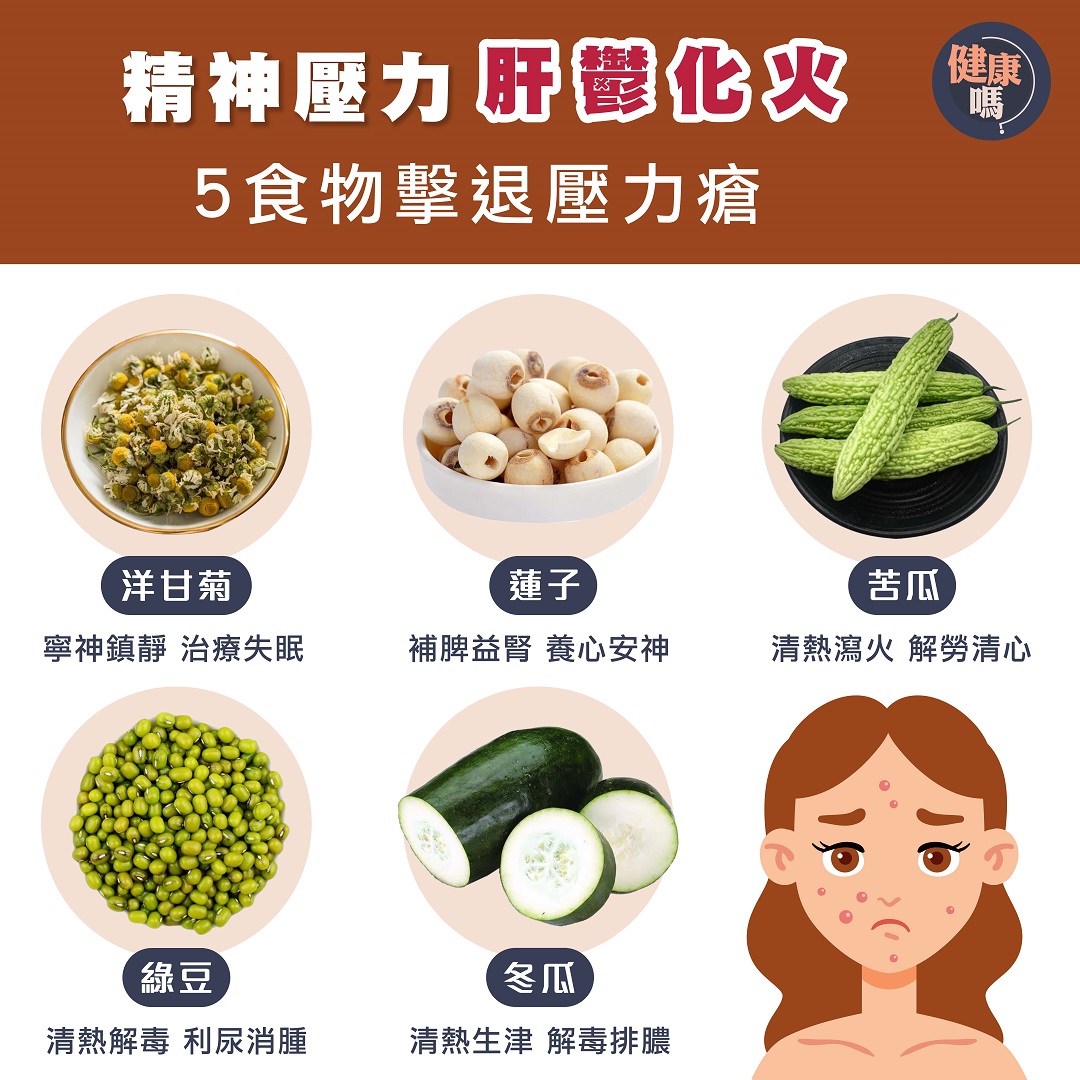 精神壓力 肝鬱化火
健康嗎?
5食物擊退壓力瘡
洋甘菊
寧神鎮靜 治療失眠
蓮子
補脾益腎 養心安神
苦瓜
清熱瀉火 解勞清心
綠豆
清熱解毒 利尿消腫
冬瓜
清熱生津 解毒排膿